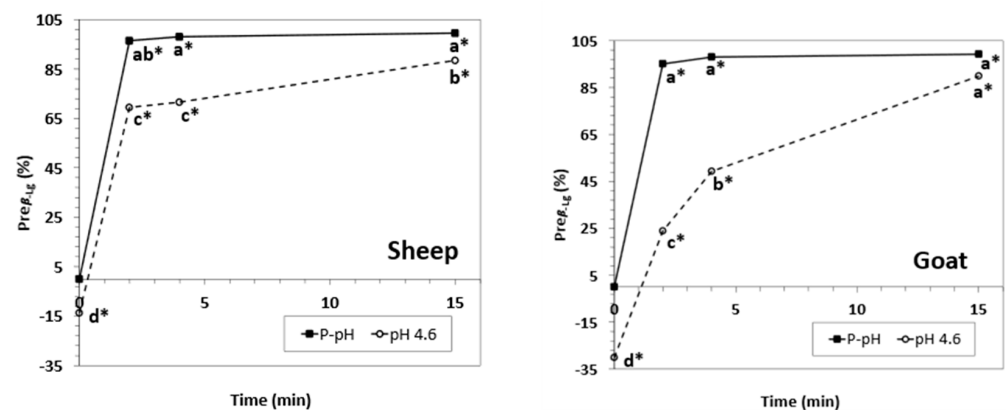 105
85
65
45
25
5
-15
-35
Preβ-Lg (%)
ab*
a*
a*
b*
c*
c*
d*
Sheep
0 5 10 15
P-pH pH 4.6
Time (min)
105
85
65
45
25
5
-15
-35
Preβ-Lg (%)
a*
a*
a*
a*
b*
c*
d*
Goat
0 5 10 15
P-pH pH 4.6
Time (min)